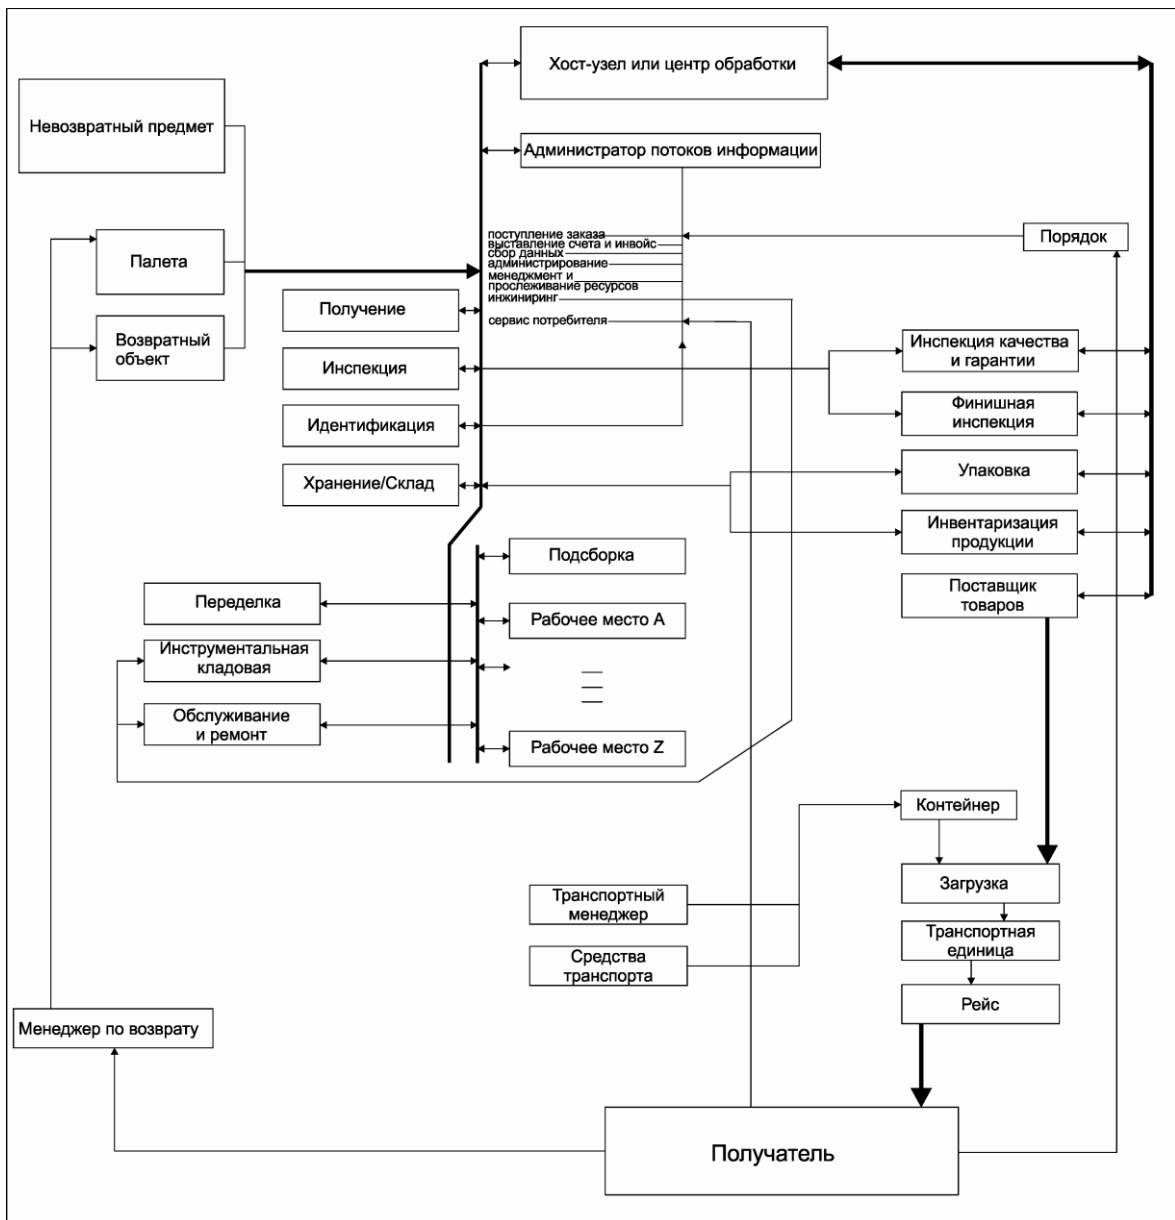 Хост-узел или центр обработки
Невозвратный предмет
Администратор потоков информации
поступление заказа
выставление счета и инвойс
сбор данных
администрирование
менеджмент и
прослеживание ресурсов
инжиниринг
сервис потребителя
Порядок
Палета
Возвратный
объект
Получение
Инспекция
Идентификация
Хранение/Склад
Инспекция качества
и гарантии
Финишная
инспекция
Упаковка
Инвентаризация
продукции
Поставщик
товаров
Подсборка
Переделка
Рабочее место А
Инструментальная
кладовая
Обслуживание
и ремонт
Рабочее место Z
Контейнер
Загрузка
Транспортный
менеджер
Транспортная
единица
Средства
транспорта
Рейс
Менеджер по возврату
Получатель